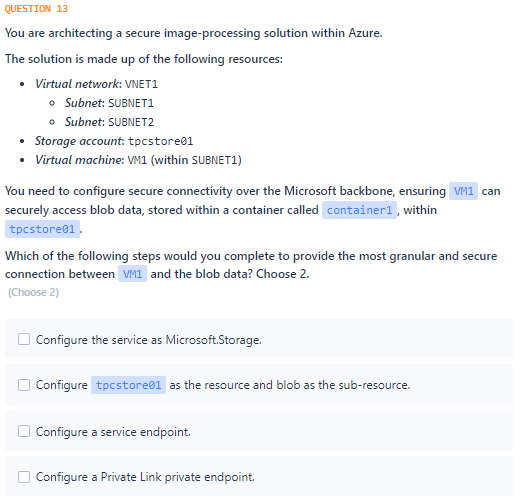 QUESTION 13
You are architecting a secure image-processing solution within Azure.
The solution is made up of the following resources:
• Virtual network: VNET1
○ Subnet: SUBNET1
○ Subnet: SUBNET2
• Storage account: tpcstore01
• Virtual machine: VM1 (within SUBNET1)
You need to configure secure connectivity over the Microsoft backbone, ensuring VM1 can
securely access blob data, stored within a container called container1, within
tpcstore01.
Which of the following steps would you complete to provide the most granular and secure
connection between VM1 and the blob data? Choose 2.
(Choose 2)
Configure the service as Microsoft.Storage.
Configure tpcstore01 as the resource and blob as the sub-resource.
Configure a service endpoint.
Configure a Private Link private endpoint.